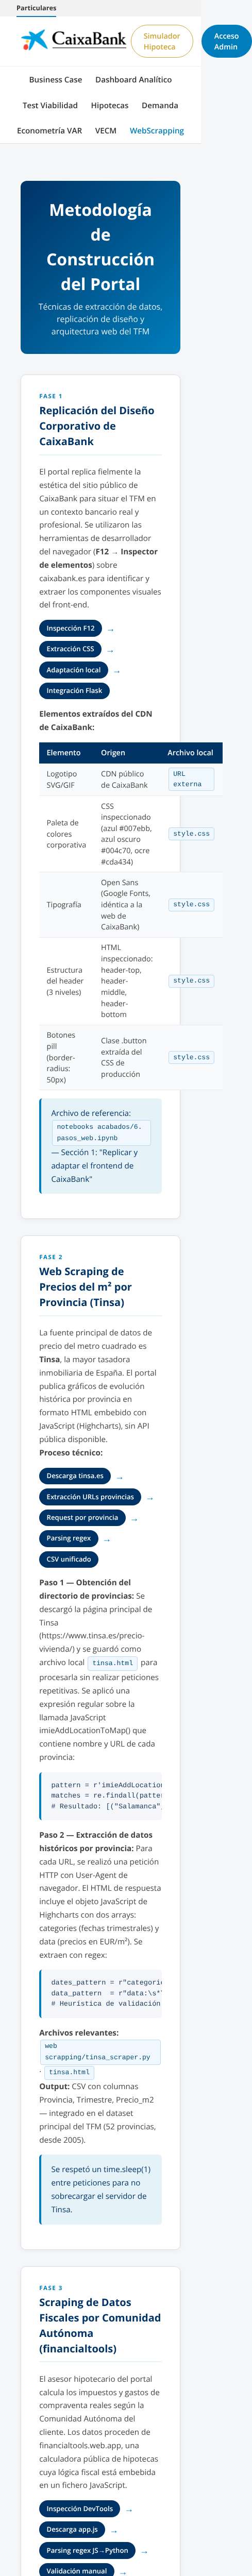 Particulares
CaixaBank
Simulador
Hipoteca
Acceso
Admin
Business Case Dashboard Analítico
Test Viabilidad Hipotecas Demanda
Econometría VAR VECM WebScrapping
Metodología
de
Construcción
del Portal
Técnicas de extracción de datos,
replicación de diseño y
arquitectura web del TFM
FASE 1
Replicación del Diseño
Corporativo de
CaixaBank
El portal replica fielmente la
estética del sitio público de
CaixaBank para situar el TFM en
un contexto bancario real y
profesional. Se utilizaron las
herramientas de desarrollador
del navegador (F12 → Inspector
de elementos) sobre
caixabank.es para identificar y
extraer los componentes visuales
del front-end.
Inspección F12 →
Extracción CSS →
Adaptación local →
Integración Flask
Elementos extraídos del CDN
de CaixaBank:
Elemento Origen Archivo local
Logotipo
SVG/GIF
CDN público
de CaixaBank
URL
externa
Paleta de
colores
corporativa
CSS
inspeccionado
(azul #007ebb,
azul oscuro
#004c70, ocre
#cda434)
style.css
Tipografía
Open Sans
(Google Fonts,
idéntica a la
web de
CaixaBank)
style.css
Estructura
del header
(3 niveles)
HTML
inspeccionado:
header-top,
header-
middle,
header-
bottom
style.css
Botones
pill
(border-
radius:
50px)
Clase .button
extraída del
CSS de
producción
style.css
Archivo de referencia:
notebooks acabados/6.
pasos_web.ipynb
— Sección 1: "Replicar y
adaptar el frontend de
CaixaBank"
FASE 2
Web Scraping de
Precios del m² por
Provincia (Tinsa)
La fuente principal de datos de
precio del metro cuadrado es
Tinsa, la mayor tasadora
inmobiliaria de España. El portal
publica gráficos de evolución
histórica por provincia en
formato HTML embebido con
JavaScript (Highcharts), sin API
pública disponible.
Proceso técnico:
Descarga tinsa.es →
Extracción URLs provincias →
Request por provincia →
Parsing regex →
CSV unificado
Paso 1 — Obtención del
directorio de provincias: Se
descargó la página principal de
Tinsa
(https://www.tinsa.es/precio-
vivienda/) y se guardó como
archivo local tinsa.html para
procesarla sin realizar peticiones
repetitivas. Se aplicó una
expresión regular sobre la
llamada JavaScript
imieAddLocationToMap() que
contiene nombre y URL de cada
provincia:
pattern = r'imieAddLocation
matches = re.findall(patter
# Resultado: [("Salamanca",
Paso 2 — Extracción de datos
históricos por provincia: Para
cada URL, se realizó una petición
HTTP con User-Agent de
navegador. El HTML de respuesta
incluye el objeto JavaScript de
Highcharts con dos arrays:
categories (fechas trimestrales) y
data (precios en EUR/m²). Se
extraen con regex:
dates_pattern = r"categorie
data_pattern = r"data:\s*\
# Heurística de validación
Archivos relevantes:
web
scrapping/tinsa_scraper.py
· tinsa.html
Output: CSV con columnas
Provincia, Trimestre, Precio_m2
— integrado en el dataset
principal del TFM (52 provincias,
desde 2005).
Se respetó un time.sleep(1)
entre peticiones para no
sobrecargar el servidor de
Tinsa.
FASE 3
Scraping de Datos
Fiscales por Comunidad
Autónoma
(financialtools)
El asesor hipotecario del portal
calcula los impuestos y gastos de
compraventa reales según la
Comunidad Autónoma del
cliente. Los datos proceden de
financialtools.web.app, una
calculadora pública de hipotecas
cuya lógica fiscal está embebida
en un fichero JavaScript.
Inspección DevTools →
Descarga app.js →
Parsing regex JS→Python →
Validación manual →